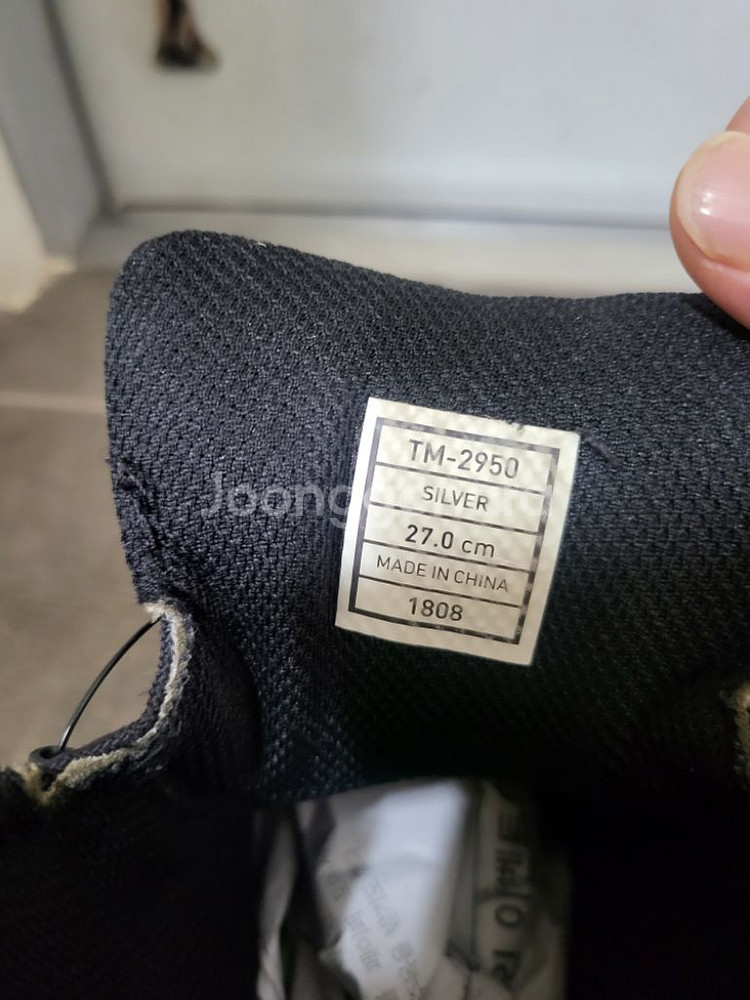 TM-2950
SILVER
27.0 cm
MADE IN CHINA
1808